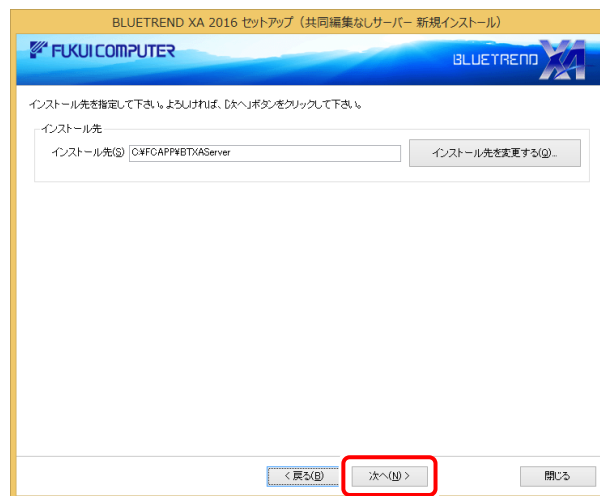 BLUETREND XA 2016 セットアップ（共同編集なしサーバー 新規インストール）
FUKUI COMPUTER
BLUETREND XA
インストール先を指定して下さい。よろしければ、[次へ]ボタンをクリックして下さい。
インストール先
インストール先(S) C:¥FCAPP¥BTXAServer インストール先を変更する(Q)...
< 戻る(B) 次へ(N) > 閉じる